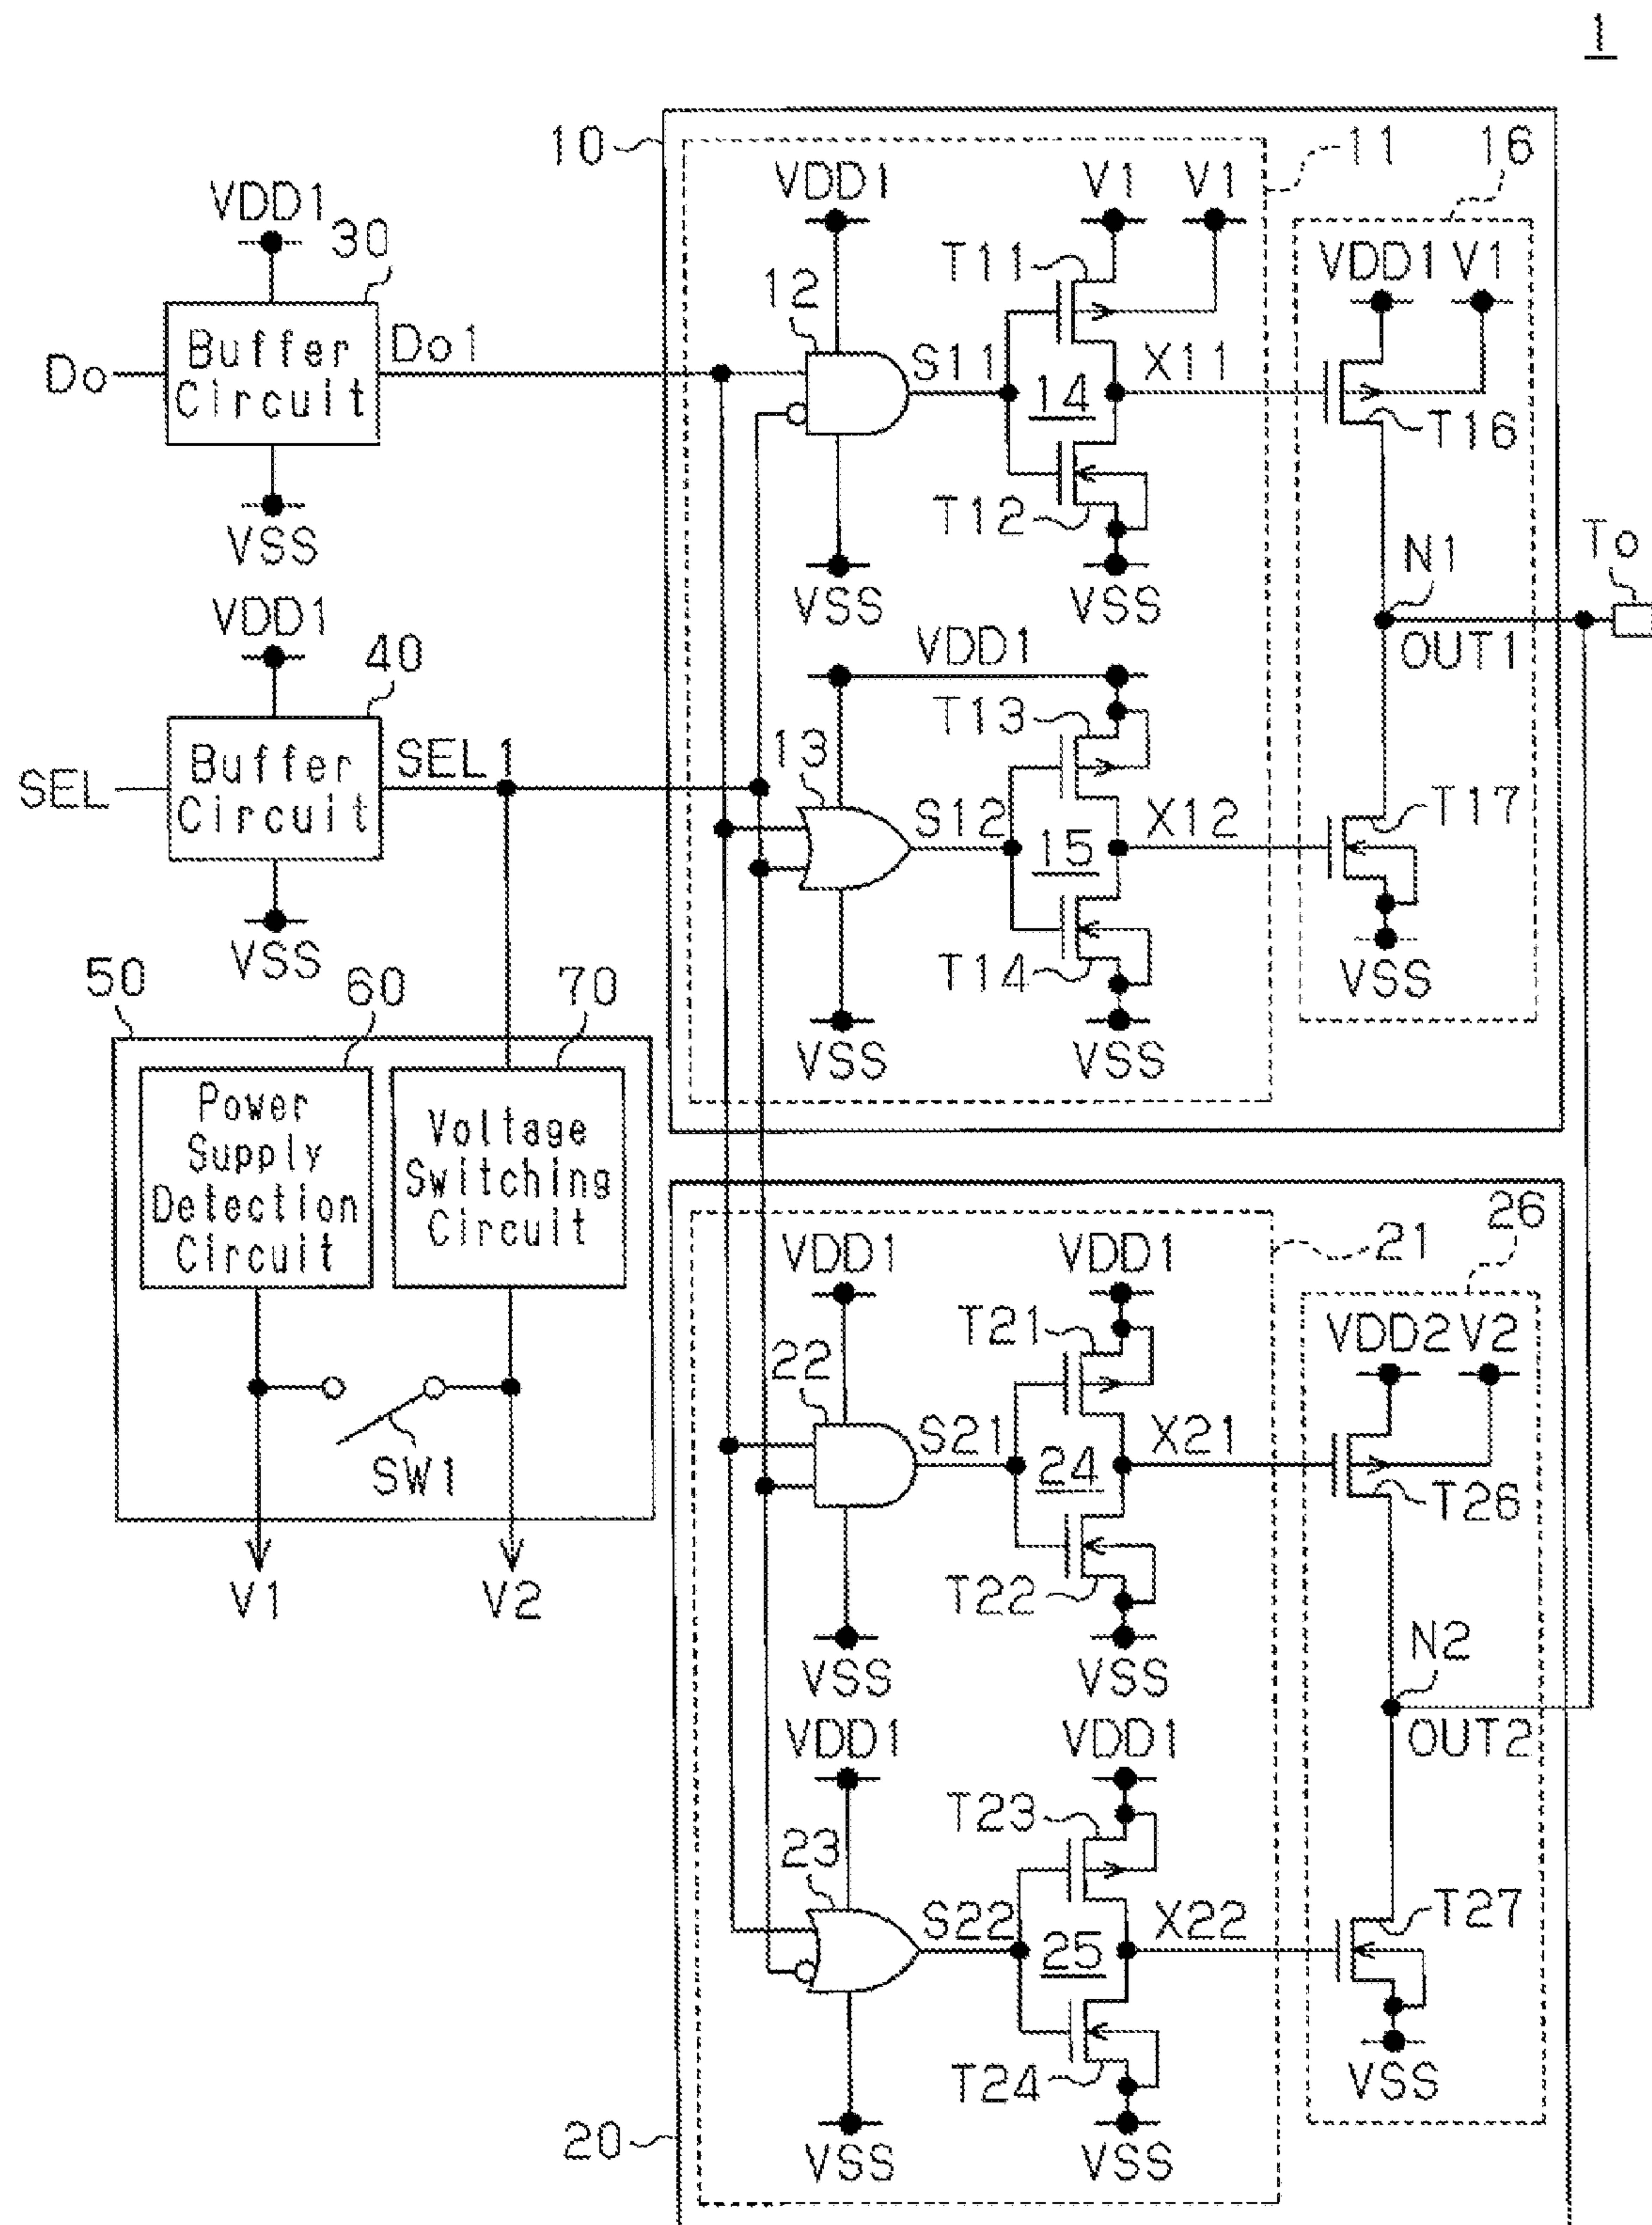 1
10
11
16
VDD1
V1
V1
VDD1
30
T11
VDD1
V1
12
Buffer
Circuit
Do
Do1
S11
14
X11
T16
T12
VSS
VSS
VSS
N1
To
VDD1
VDD1
OUT1
40
T13
13
Buffer
Circuit
SEL
SEL1
S12
15
X12
T17
VSS
T14
VSS
50
60
70
VSS
VSS
Power
Supply
Detection
Circuit
Voltage
Switching
Circuit
26
21
VDD1
VDD1
T21
VDD2
V2
22
S21
24
X21
SW1
T26
T22
V1
V2
N2
VSS
VSS
VDD1
VDD1
OUT2
T23
23
S22
25
X22
T27
T24
VSS
20
VSS
VSS